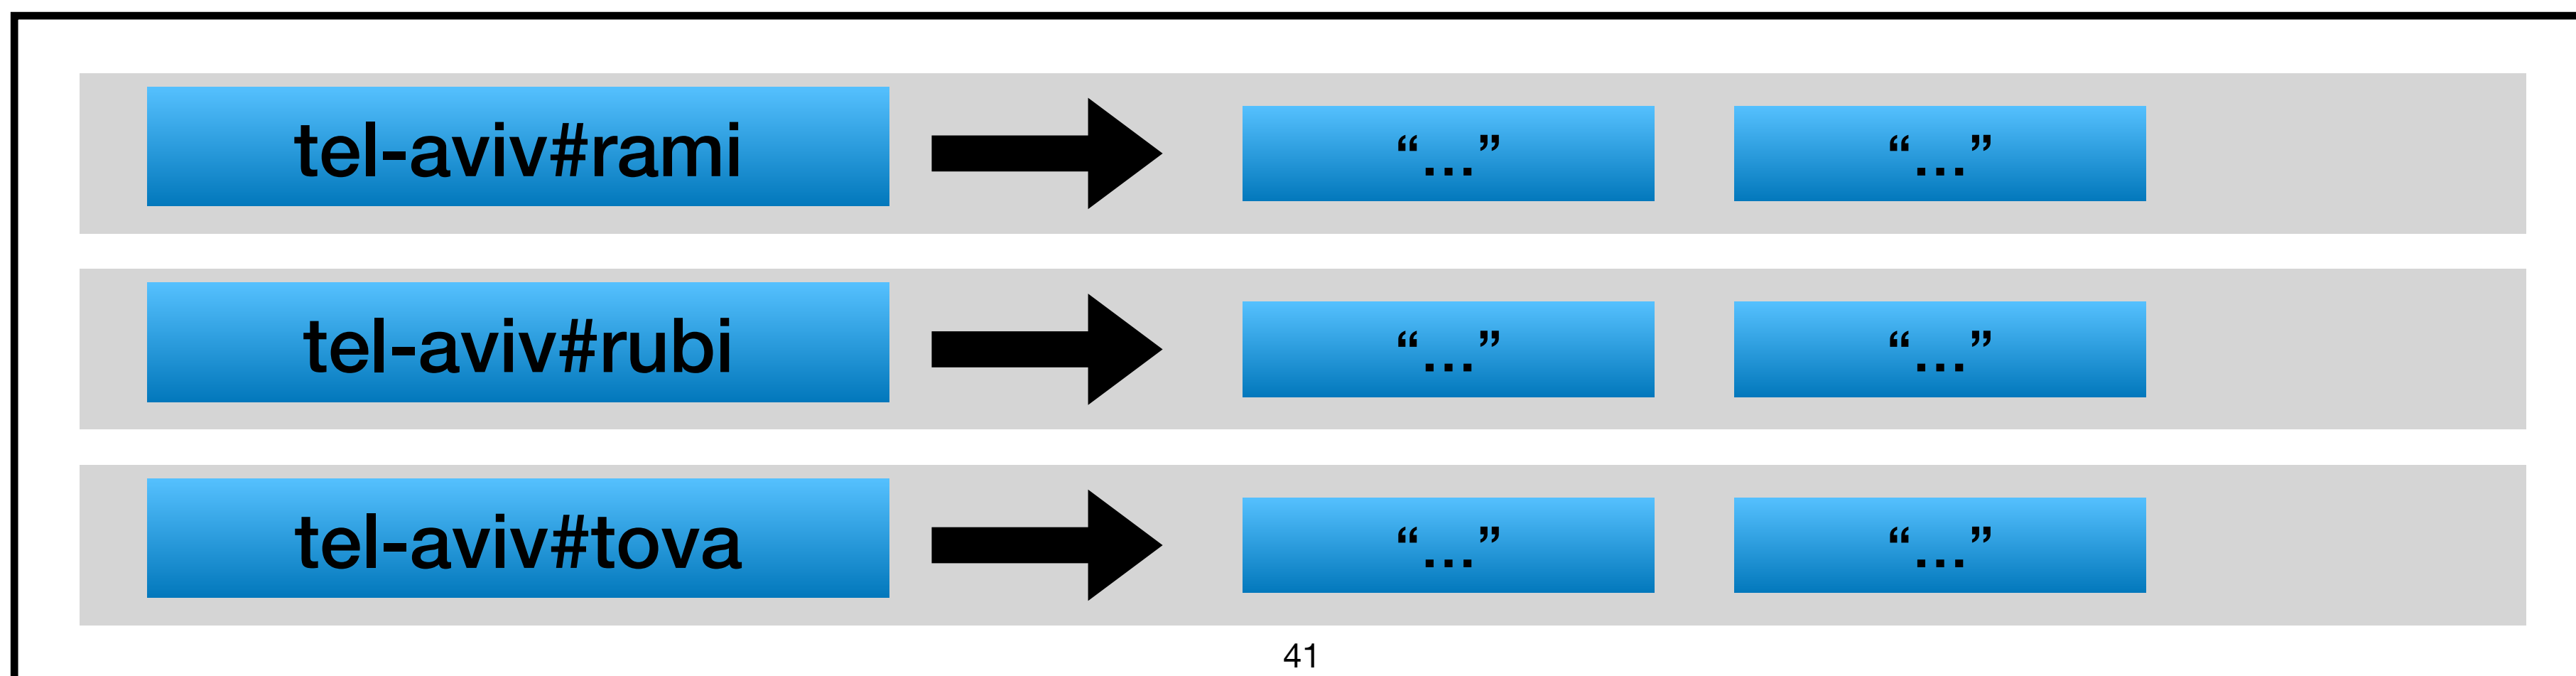 tel-aviv#rami “...” “...”
tel-aviv#rubi “...” “...”
tel-aviv#tova “...” “...”
41